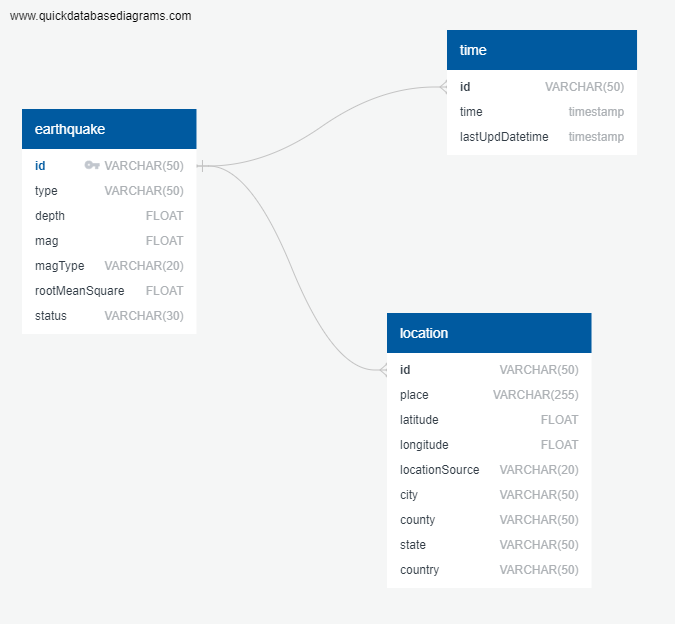 www.quickdatabasediagrams.com
time
id VARCHAR(50)
time timestamp
lastUpdDatetime timestamp
earthquake
id VARCHAR(50)
type VARCHAR(50)
depth FLOAT
mag FLOAT
magType VARCHAR(20)
rootMeanSquare FLOAT
status VARCHAR(30)
location
id VARCHAR(50)
place VARCHAR(255)
latitude FLOAT
longitude FLOAT
locationSource VARCHAR(20)
city VARCHAR(50)
county VARCHAR(50)
state VARCHAR(50)
country VARCHAR(50)